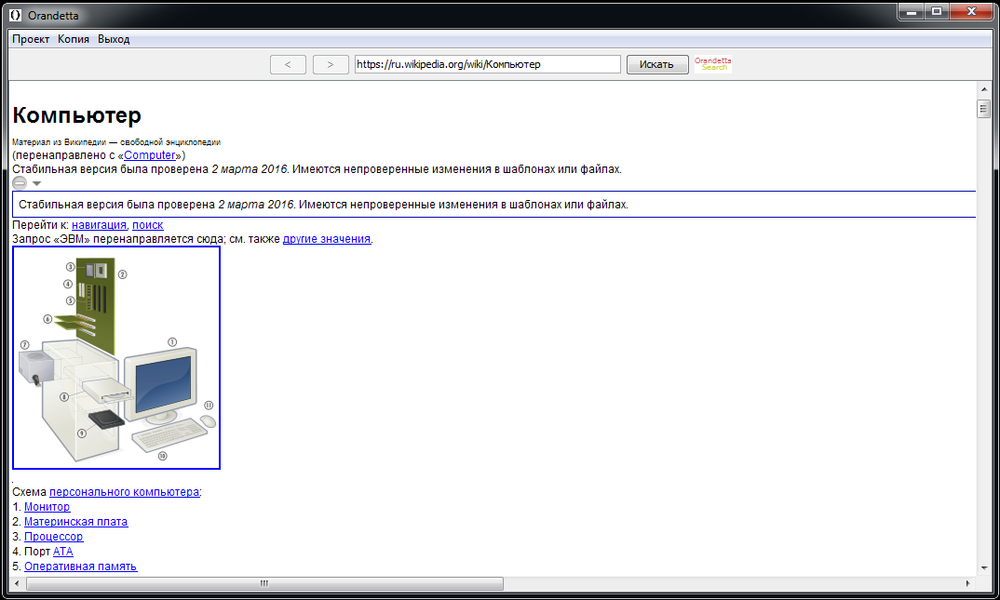 Orandetta
Проект Копия Выход
< > https://ru.wikipedia.org/wiki/Компьютер Искать Orandetta
Search
Компьютер
Материал из Википедии — свободной энциклопедии
(перенаправлено с «Computer»)
Стабильная версия была проверена 2 марта 2016. Имеются непроверенные изменения в шаблонах или файлах.
Стабильная версия была проверена 2 марта 2016. Имеются непроверенные изменения в шаблонах или файлах.
Перейти к: навигация, поиск
Запрос «ЭВМ» перенаправляется сюда; см. также другие значения.
3
2
4
5
6
1
7
8
11
9
10
Схема персонального компьютера:
1. Монитор
2. Материнская плата
3. Процессор
4. Порт АТА
5. Оперативная память